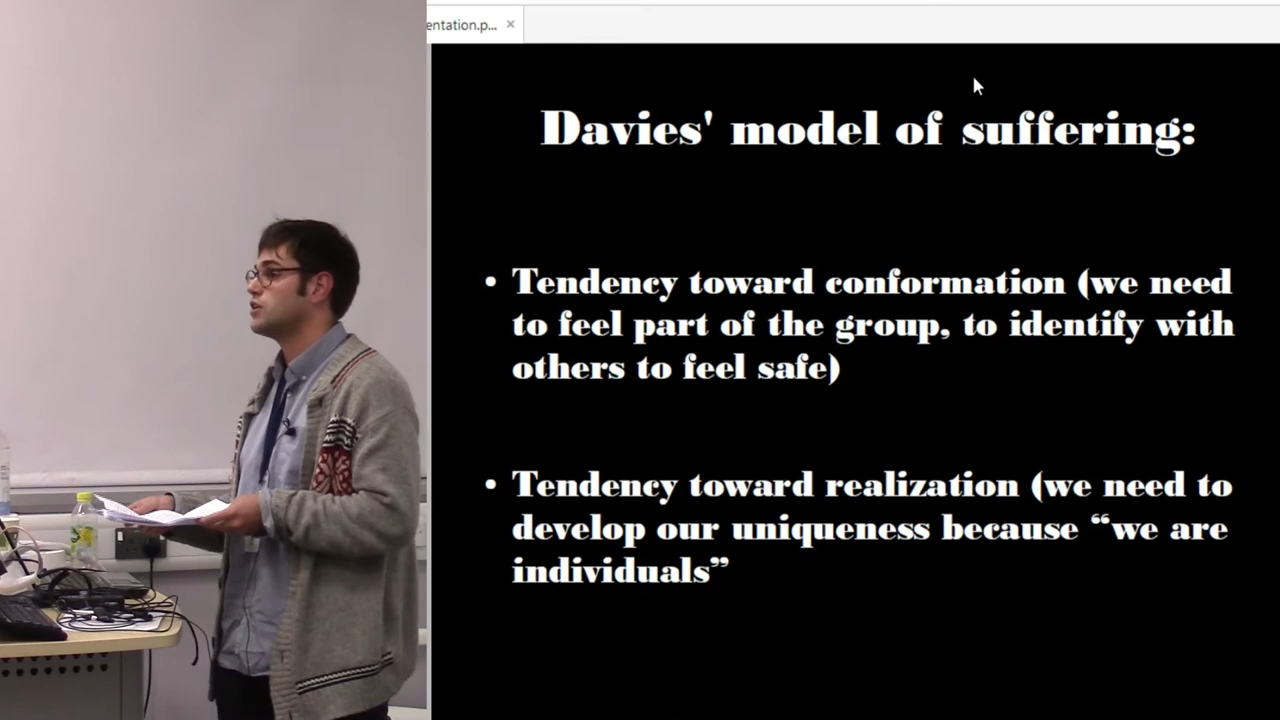 entation.p...
Davies' model of suffering:
• Tendency toward conformation (we need
to feel part of the group, to identify with
others to feel safe)
• Tendency toward realization (we need to
develop our uniqueness because “we are
individuals”